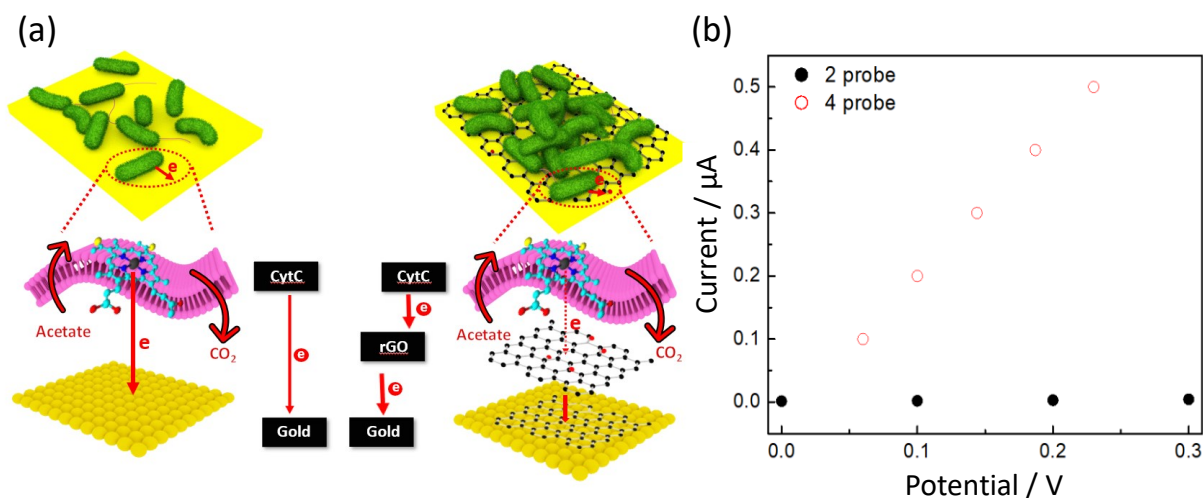 (a)
e
e
CytC
Acetate
e
CO2
e
Gold
CytC
e
rGO
e
Gold
Acetate
e
CO2
(b)
2 probe
4 probe
Current / µA
0.5
0.4
0.3
0.2
0.1
0.0
0.0 0.1 0.2 0.3
Potential / V